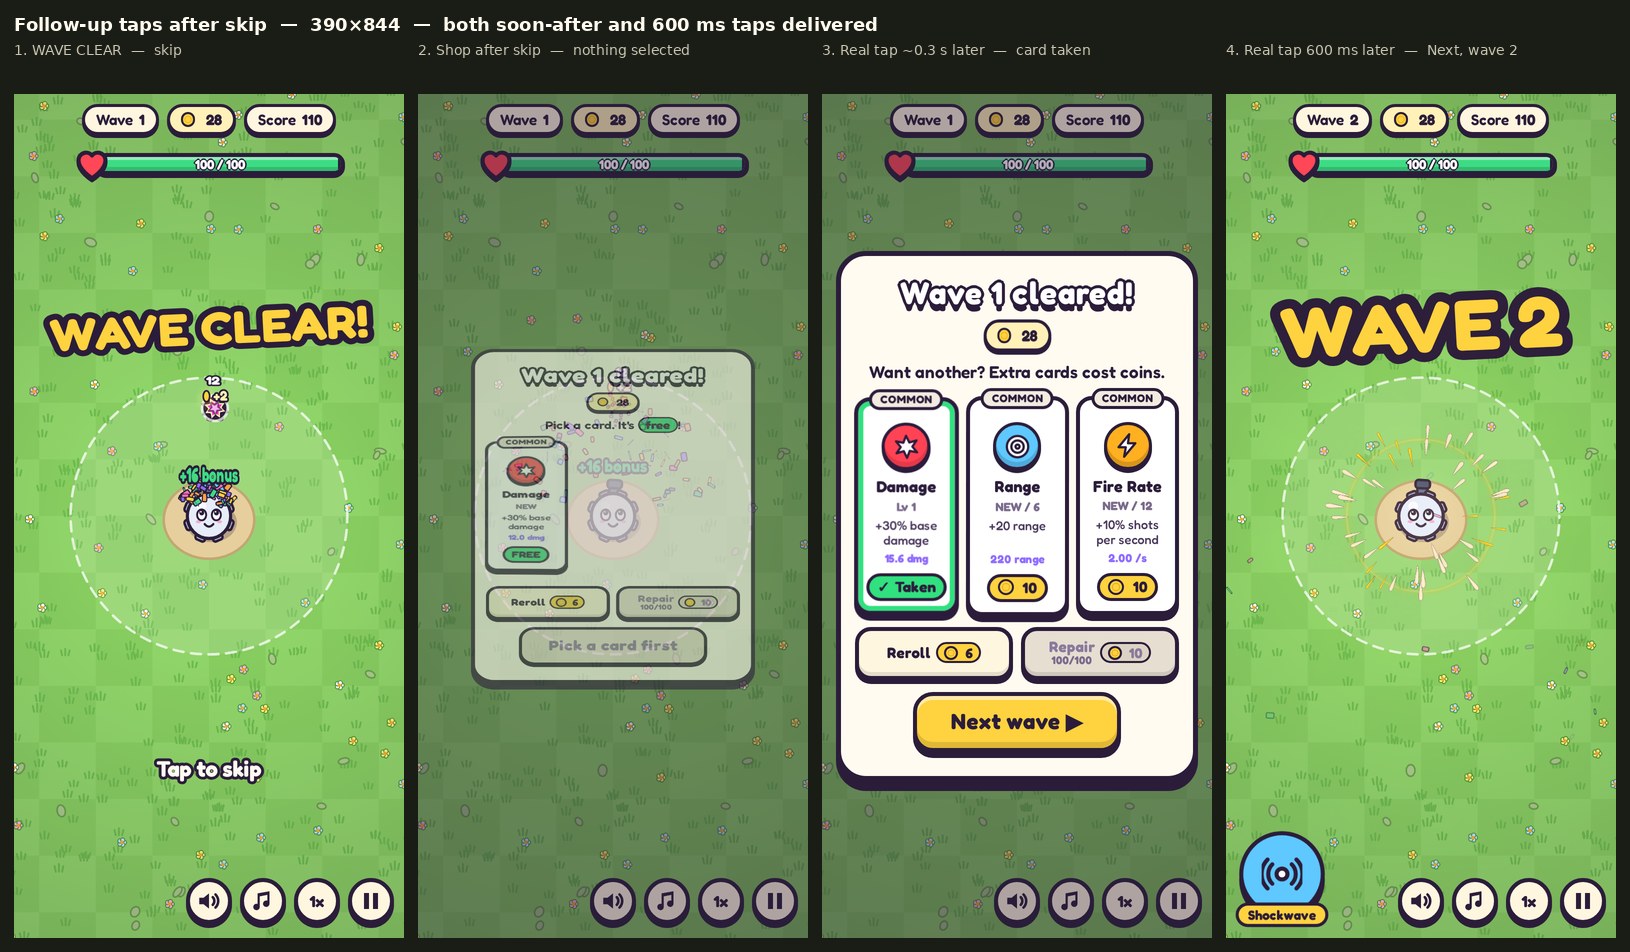 Follow-up taps after skip — 390×844 — both soon-after and 600 ms taps delivered
1. WAVE CLEAR — skip
Wave 1
28
Score 110
100/100
WAVE CLEAR!
12
+2
+16 bonus
Tap to skip
1x
2. Shop after skip — nothing selected
Wave 1
28
Score 110
100/100
Wave 1 cleared!
28
Pick a card. It's free!
COMMON
Damage
NEW
+30% base
damage
12.0 dmg
FREE
+16 bonus
Reroll 6
Repair
100/100
10
Pick a card first
1x
3. Real tap ~0.3 s later — card taken
Wave 1
28
Score 110
100/100
Wave 1 cleared!
28
Want another? Extra cards cost coins.
COMMON
Damage
Lv 1
+30% base
damage
15.6 dmg
✓ Taken
COMMON
Range
NEW / 6
+20 range
220 range
10
COMMON
Fire Rate
NEW / 12
+10% shots
per second
2.00 /s
10
Reroll 6
Repair
100/100
10
Next wave ▶
1x
4. Real tap 600 ms later — Next, wave 2
Wave 2
28
Score 110
100/100
WAVE 2
Shockwave
1x